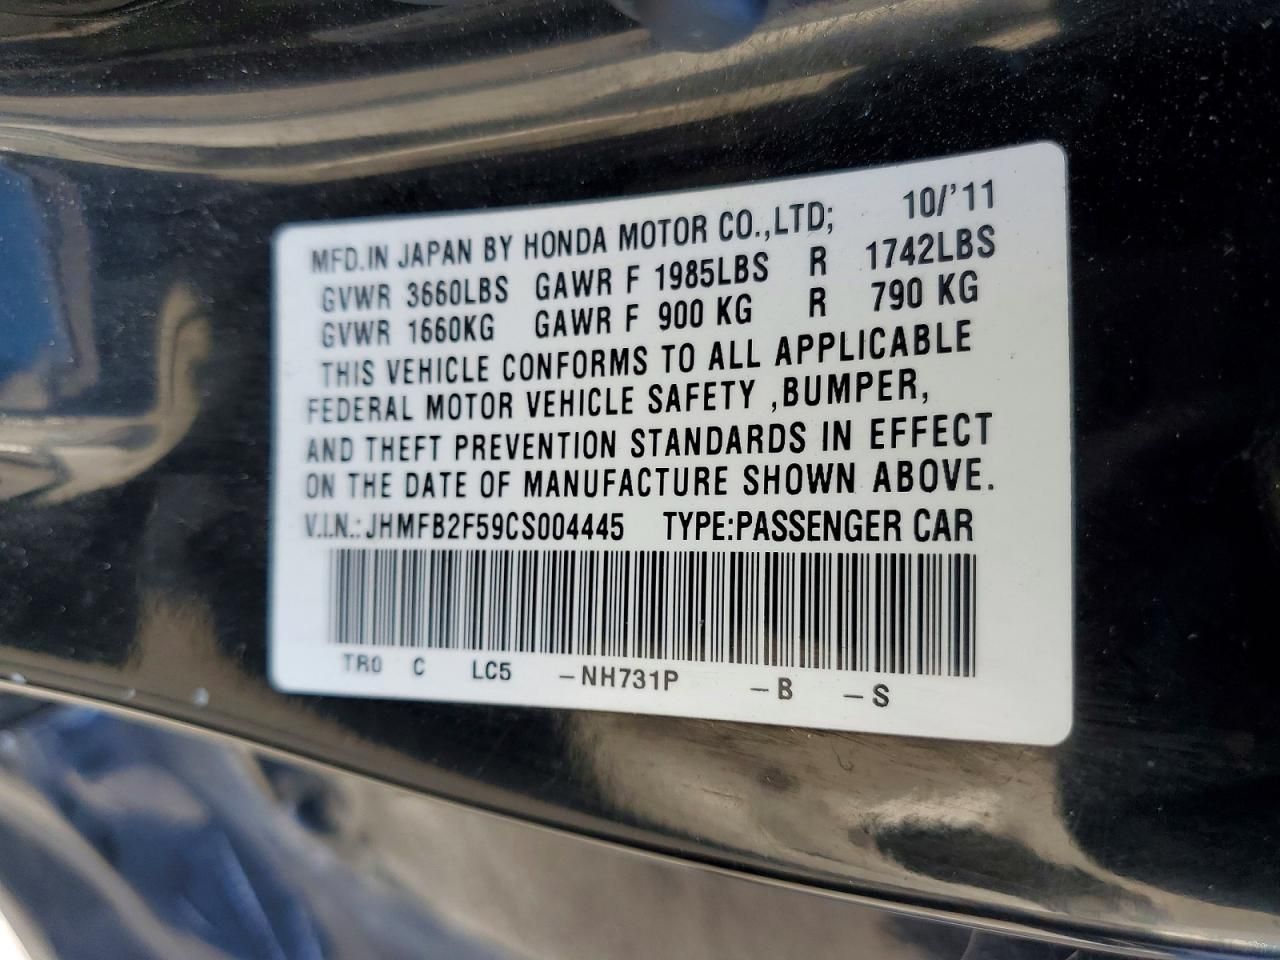 MFD.IN JAPAN BY HONDA MOTOR CO.,LTD; 10/'11
GVWR 3660LBS GAWR F 1985LBS R 1742LBS
GVWR 1660KG GAWR F 900 KG R 790 KG
THIS VEHICLE CONFORMS TO ALL APPLICABLE
FEDERAL MOTOR VEHICLE SAFETY ,BUMPER,
AND THEFT PREVENTION STANDARDS IN EFFECT
ON THE DATE OF MANUFACTURE SHOWN ABOVE.
V.I.N.: JHMFB2F59CS004445 TYPE:PASSENGER CAR
TR0 C LC5 -NH731P -B -S